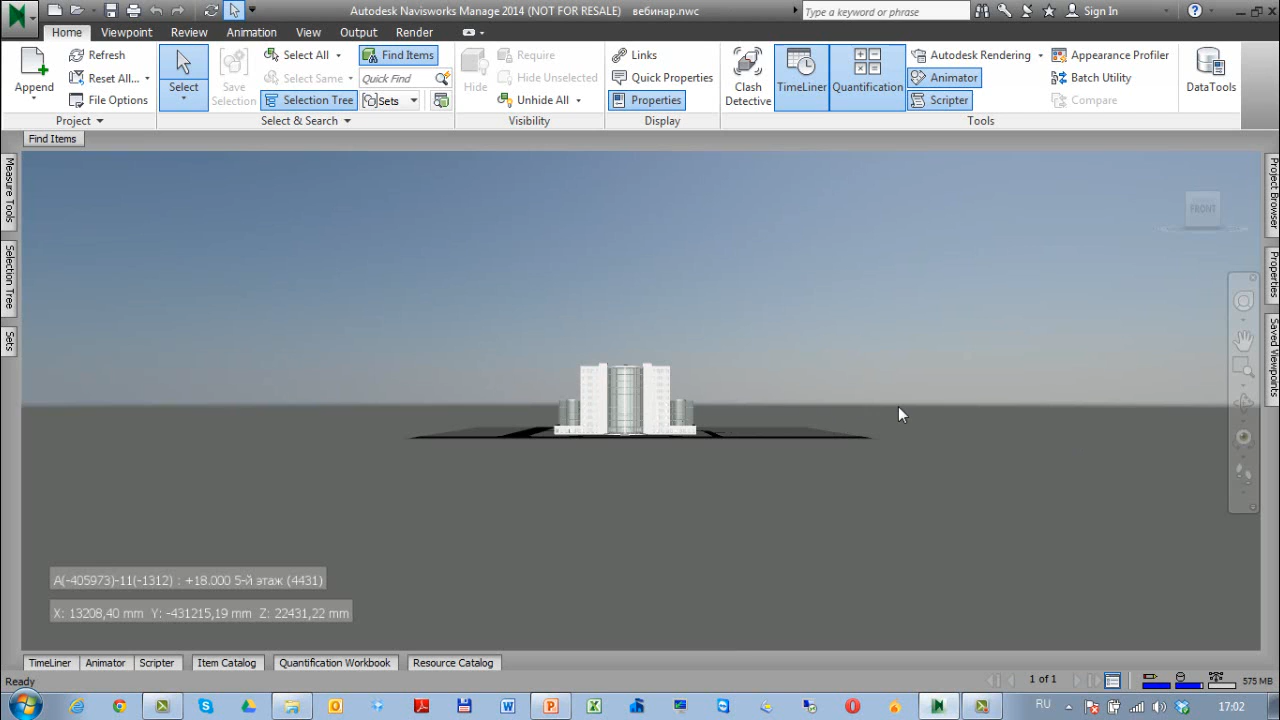 Autodesk Navisworks Manage 2014 (NOT FOR RESALE) вебинар.nwc
Type a keyword or phrase
Sign In
Home Viewpoint Review Animation View Output Render
Append
Refresh
Reset All...
File Options
Project
Select
Save Selection
Select All
Select Same
Selection Tree
Find Items
Quick Find
Sets
Select & Search
Hide
Require
Hide Unselected
Unhide All
Visibility
Links
Quick Properties
Properties
Display
Clash Detective
TimeLiner
Quantification
Autodesk Rendering
Animator
Scripter
Appearance Profiler
Batch Utility
Compare
DataTools
Tools
Find Items
Measure Tools
Selection Tree
Sets
FRONT
Project Browser
Properties
Saved Viewpoints
A(-405973)-11(-1312) : +18.000 5-й этаж (4431)
X: 13208,40 mm Y: -431215,19 mm Z: 22431,22 mm
TimeLiner Animator Scripter Item Catalog Quantification Workbook Resource Catalog
Ready
1 of 1
575 MB
RU
17:02